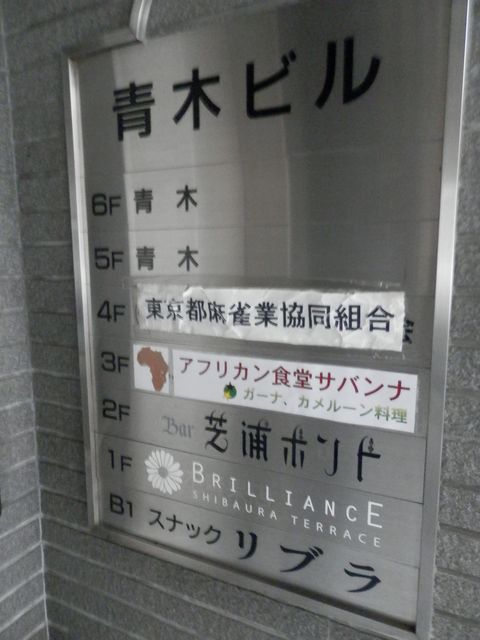 青木ビル
6F 青木
5F 青木
4F 東京都麻雀業協同組合
3F アフリカン食堂サバンナ
ガーナ、カメルーン料理
2F Bar 芝浦ホンド
1F BRILLIANCE
SHIBAURA TERRACE
B1 スナック リブラ